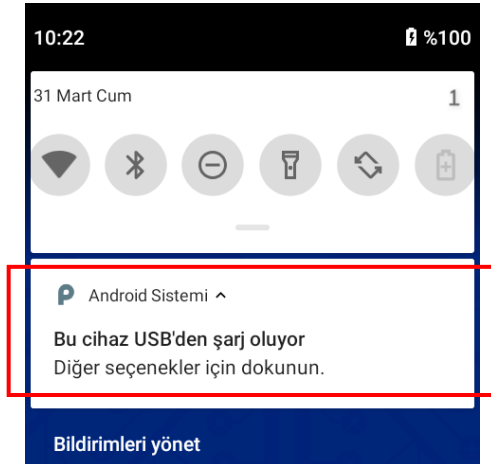 10:22 %100
31 Mart Cum 1
Android Sistemi
Bu cihaz USB'den şarj oluyor
Diğer seçenekler için dokunun.
Bildirimleri yönet